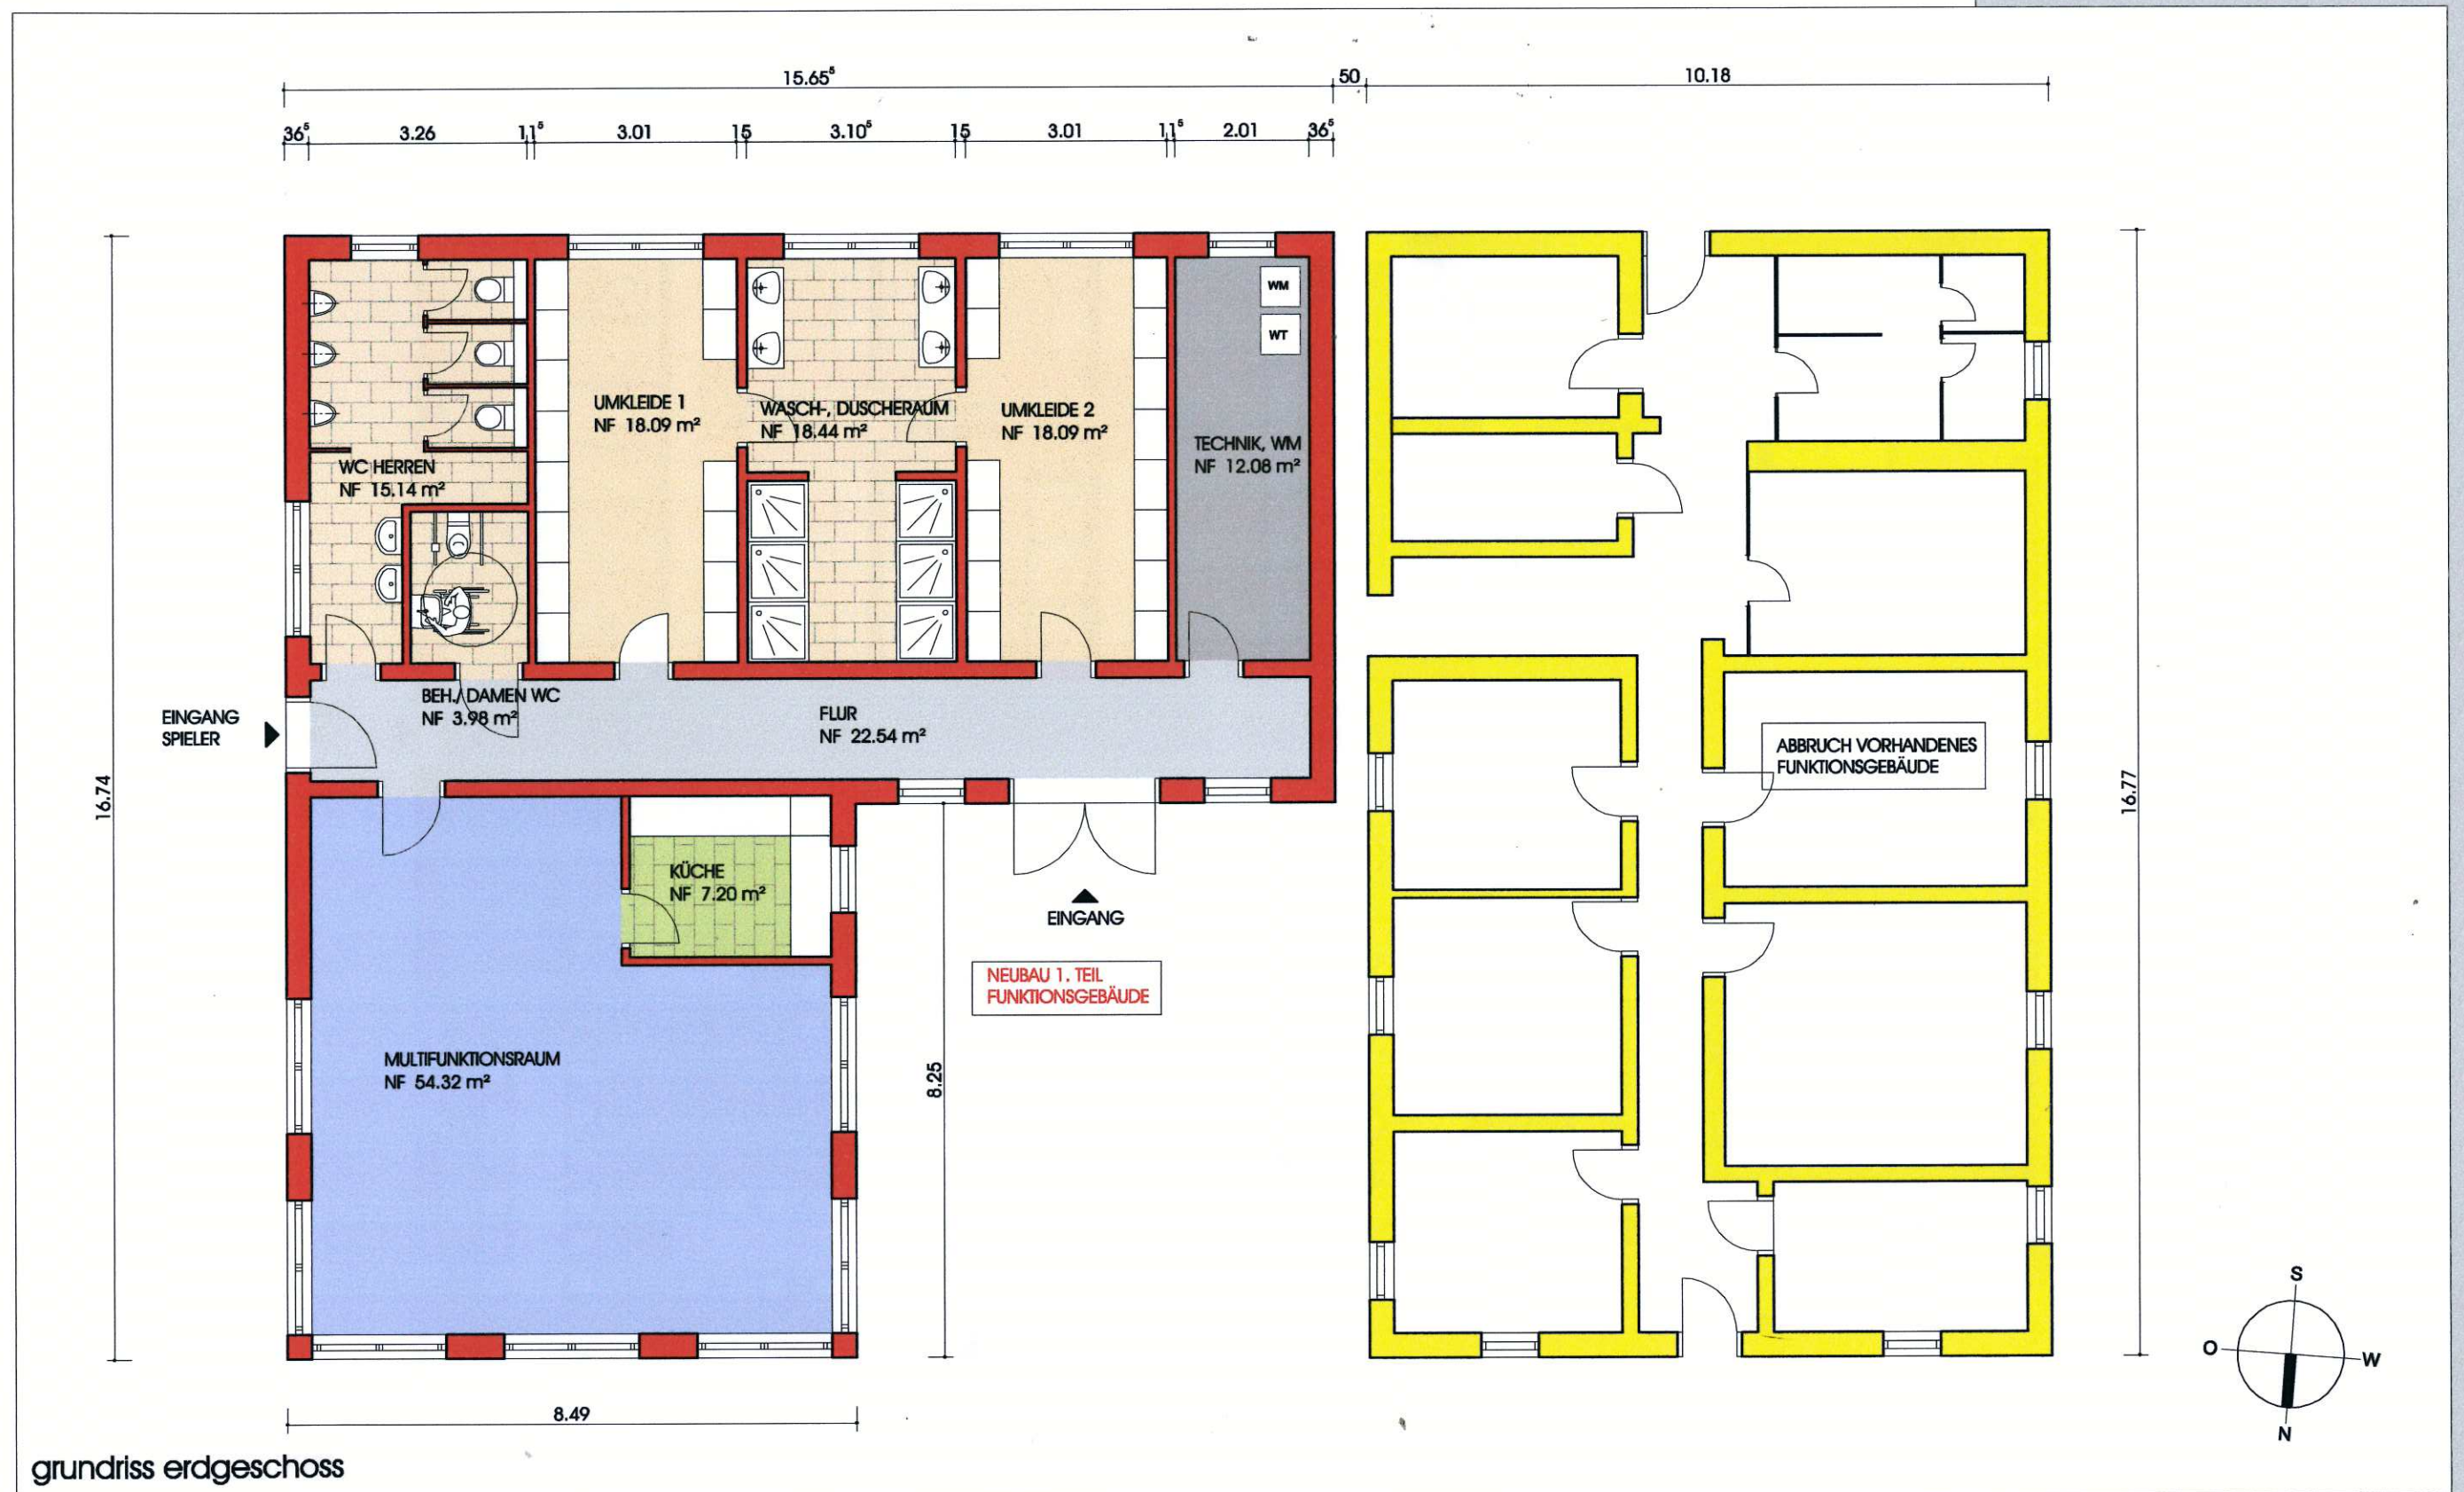 15.65⁵
50
10.18
36⁵ 3.26 11⁵ 3.01 15 3.10⁵ 15 3.01 11⁵ 2.01 36⁵
WM
WT
UMKLEIDE 1
NF 18.09 m²
WASCH-, DUSCHERAUM
NF 18.44 m²
UMKLEIDE 2
NF 18.09 m²
TECHNIK, WM
NF 12.08 m²
WC HERREN
NF 15.14 m²
BEH./ DAMEN WC
NF 3.98 m²
FLUR
NF 22.54 m²
EINGANG
SPIELER
ABBRUCH VORHANDENES
FUNKTIONSGEBÄUDE
16.74
16.77
KÜCHE
NF 7.20 m²
EINGANG
NEUBAU 1. TEIL
FUNKTIONSGEBÄUDE
MULTIFUNKTIONSRAUM
NF 54.32 m²
8.25
S
O
W
N
8.49
grundriss erdgeschoss